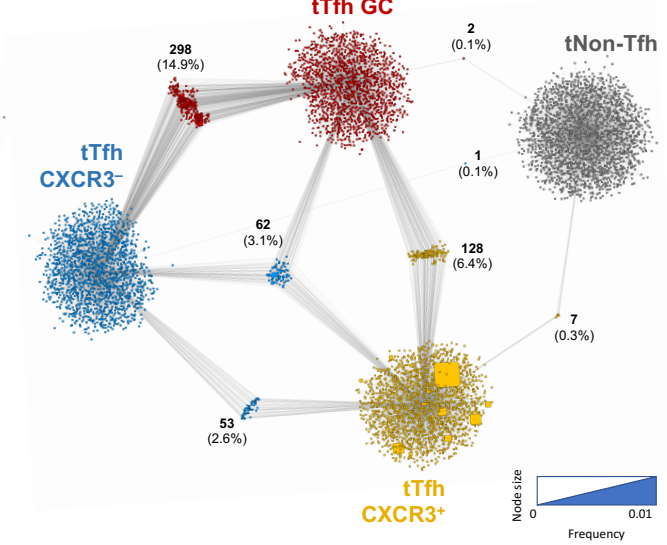 tTfh GC
2
(0.1%)
tNon-Tfh
298
(14.9%)
tTfh
CXCR3–
1
(0.1%)
62
(3.1%)
128
(6.4%)
7
(0.3%)
53
(2.6%)
tTfh
CXCR3+
Node size
0
0.01
Frequency